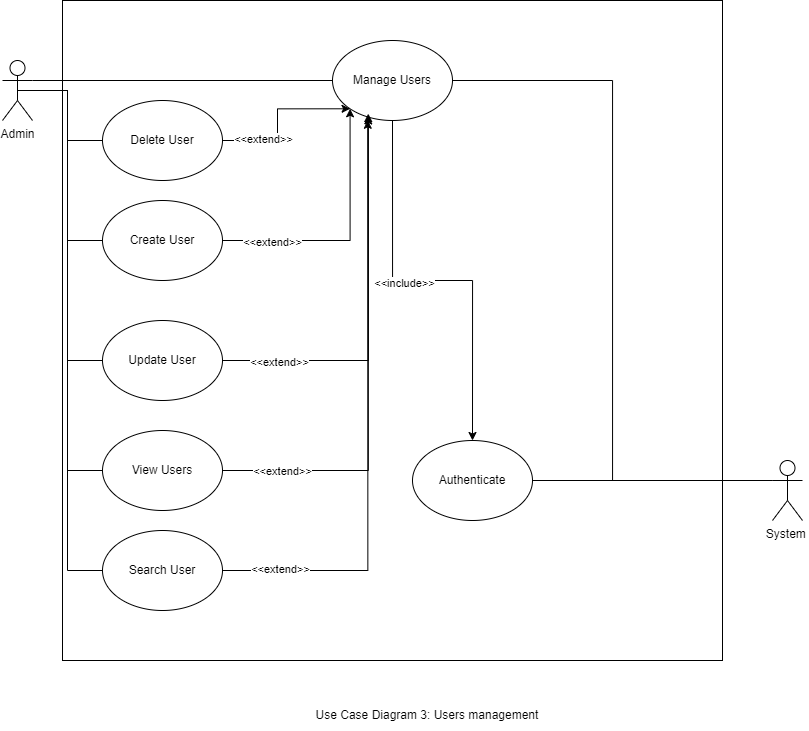 Manage Users
Admin
Delete User
<<extend>>
Create User
<<extend>>
<<include>>
Update User
<<extend>>
View Users
<<extend>>
Authenticate
System
Search User
<<extend>>
Use Case Diagram 3: Users management